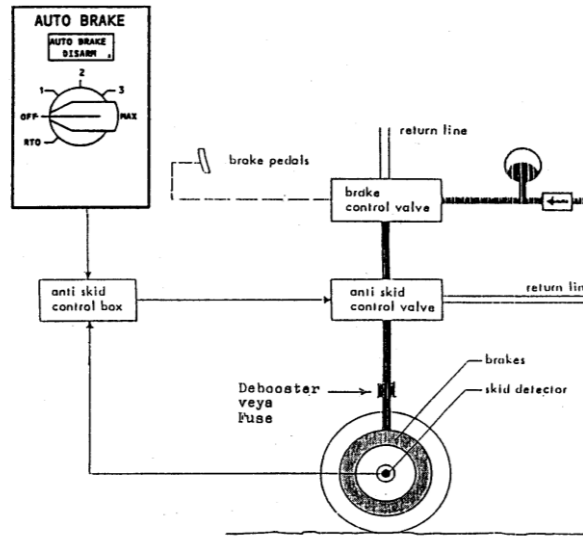 AUTO BRAKE
AUTO BRAKE
DISARM
2
1
3
OFF
MAX
RTO
return line
brake pedals
brake
control valve
anti skid
control box
anti skid
control valve
return lin
brakes
skid detector
Debooster
veya
Fuse